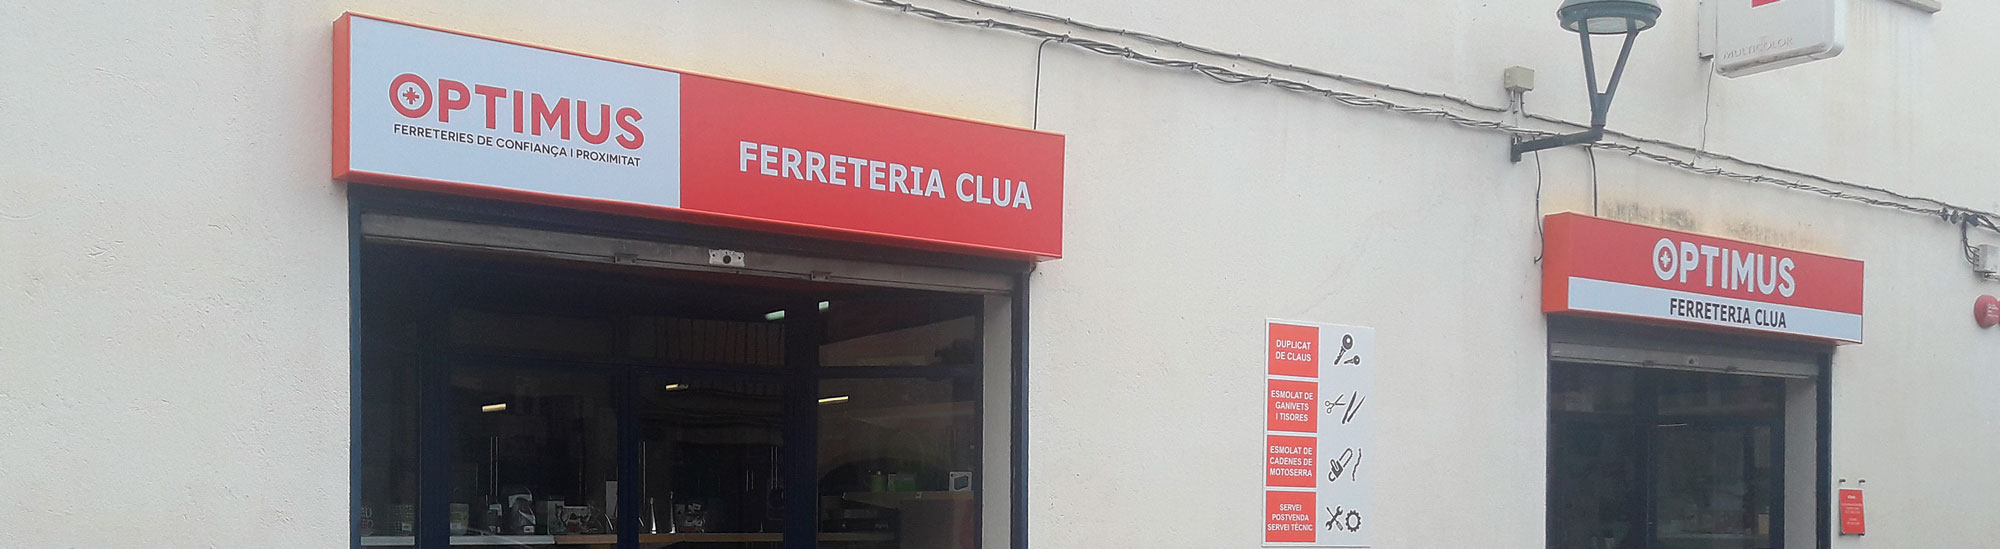 OPTIMUS
FERRETERIES DE CONFIANÇA I PROXIMITAT
FERRETERIA CLUA
MULTICOLOR
OPTIMUS
FERRETERIA CLUA
DUPLICAT
DE CLAUS
ESMOLAT DE
GANIVETS
I TISORES
ESMOLAT DE
CADENES DE
MOTOSERRA
SERVEI
POSTVENDA
SERVEI TÈCNIC